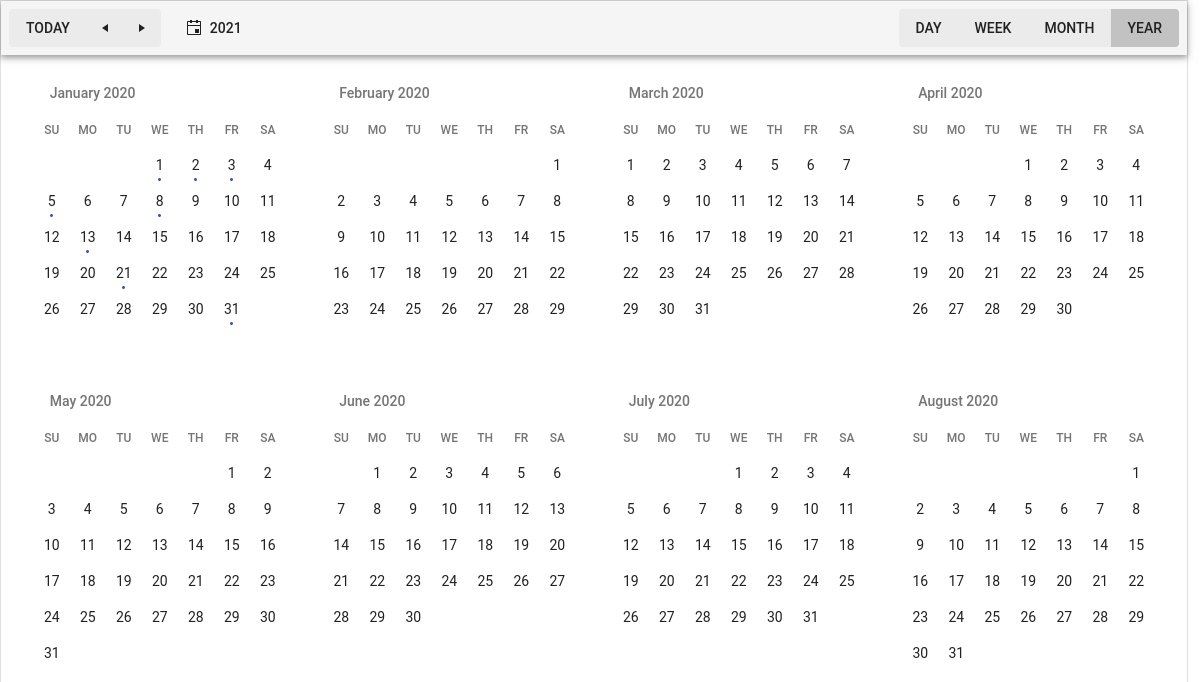 TODAY 2021 DAY WEEK MONTH YEAR
January 2020 February 2020 March 2020 April 2020
SU MO TU WE TH FR SA SU MO TU WE TH FR SA SU MO TU WE TH FR SA SU MO TU WE TH FR SA
1 2 3 4 1 1 2 3 4 5 6 7 1 2 3 4
5 6 7 8 9 10 11 2 3 4 5 6 7 8 8 9 10 11 12 13 14 5 6 7 8 9 10 11
12 13 14 15 16 17 18 9 10 11 12 13 14 15 15 16 17 18 19 20 21 12 13 14 15 16 17 18
19 20 21 22 23 24 25 16 17 18 19 20 21 22 22 23 24 25 26 27 28 19 20 21 22 23 24 25
26 27 28 29 30 31 23 24 25 26 27 28 29 29 30 31 26 27 28 29 30
May 2020 June 2020 July 2020 August 2020
SU MO TU WE TH FR SA SU MO TU WE TH FR SA SU MO TU WE TH FR SA SU MO TU WE TH FR SA
1 2 1 2 3 4 5 6 1 2 3 4 1
3 4 5 6 7 8 9 7 8 9 10 11 12 13 5 6 7 8 9 10 11 2 3 4 5 6 7 8
10 11 12 13 14 15 16 14 15 16 17 18 19 20 12 13 14 15 16 17 18 9 10 11 12 13 14 15
17 18 19 20 21 22 23 21 22 23 24 25 26 27 19 20 21 22 23 24 25 16 17 18 19 20 21 22
24 25 26 27 28 29 30 28 29 30 26 27 28 29 30 31 23 24 25 26 27 28 29
31 30 31